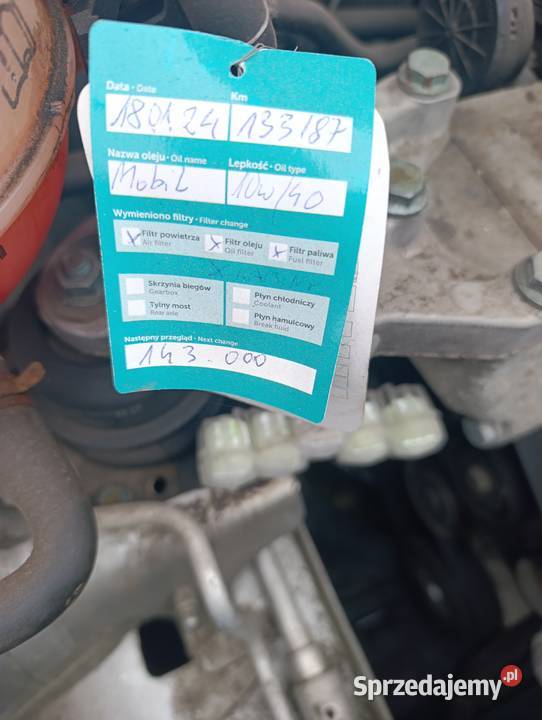 Data • Date
Km
18.01.24 133187
Nazwa oleju • Oil name
Lepkość • Oil type
Mobil 10W/40
Wymieniono filtry • Filter change
x Filtr powietrza
Air filter
x Filtr oleju
Oil filter
x Filtr paliwa
Fuel filter
Skrzynia biegów
Gearbox
Tylny most
Rear axle
Płyn chłodniczy
Coolant
Płyn hamulcowy
Break fluid
Następny przegląd • Next change
143.000
Sprzedajemy.pl